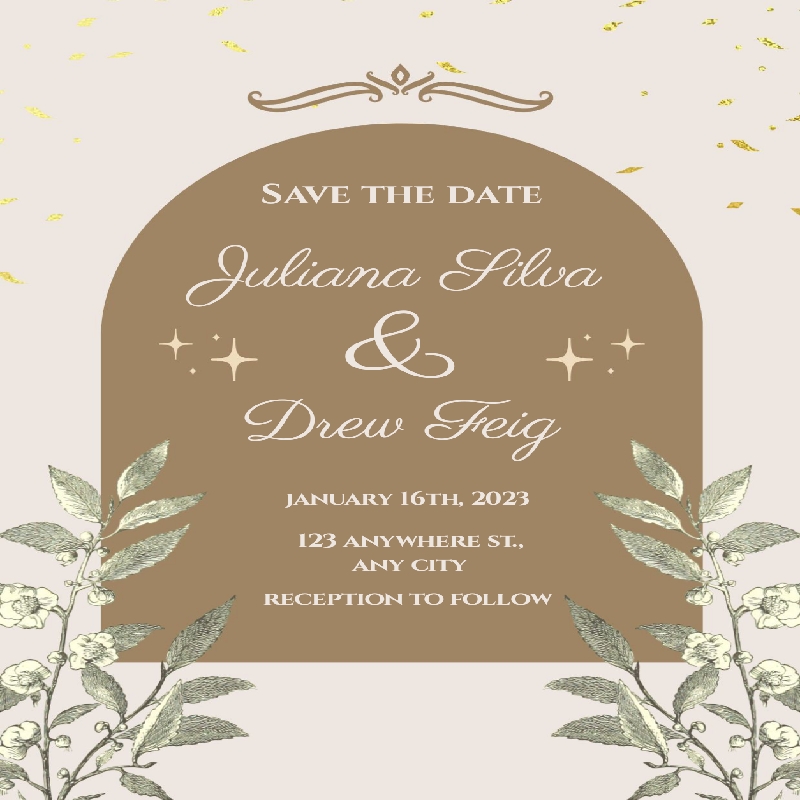 Save the date
Juliana Silva
&
Drew Feig
January 16th, 2023
123 Anywhere St.,
Any City
Reception to follow